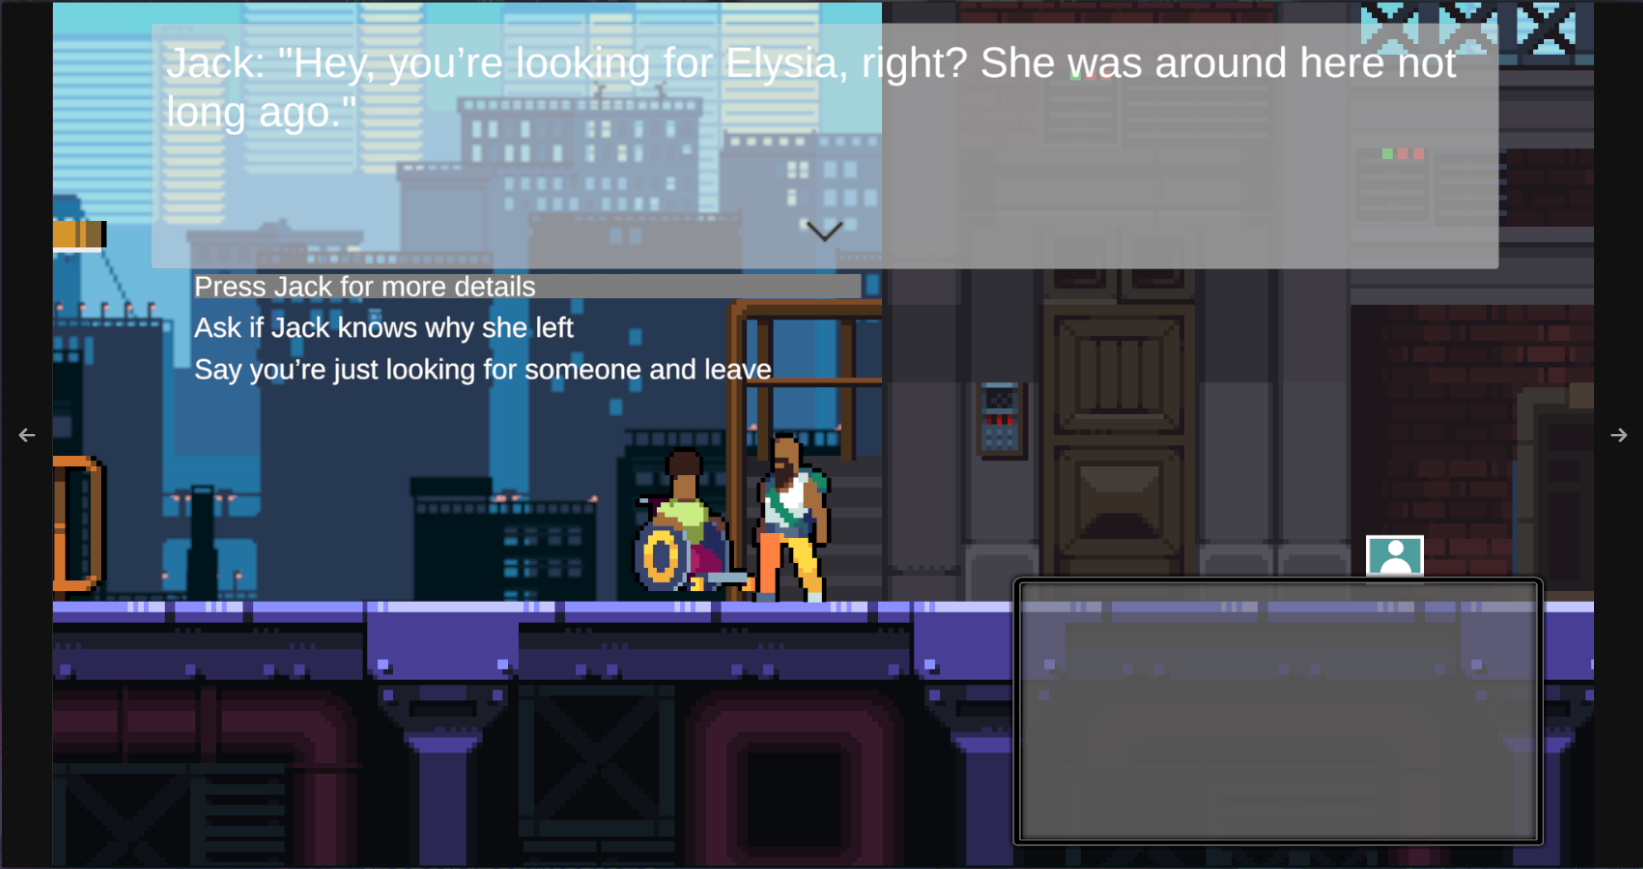 Jack: "Hey, you’re looking for Elysia, right? She was around here not
long ago."
Press Jack for more details
Ask if Jack knows why she left
Say you’re just looking for someone and leave